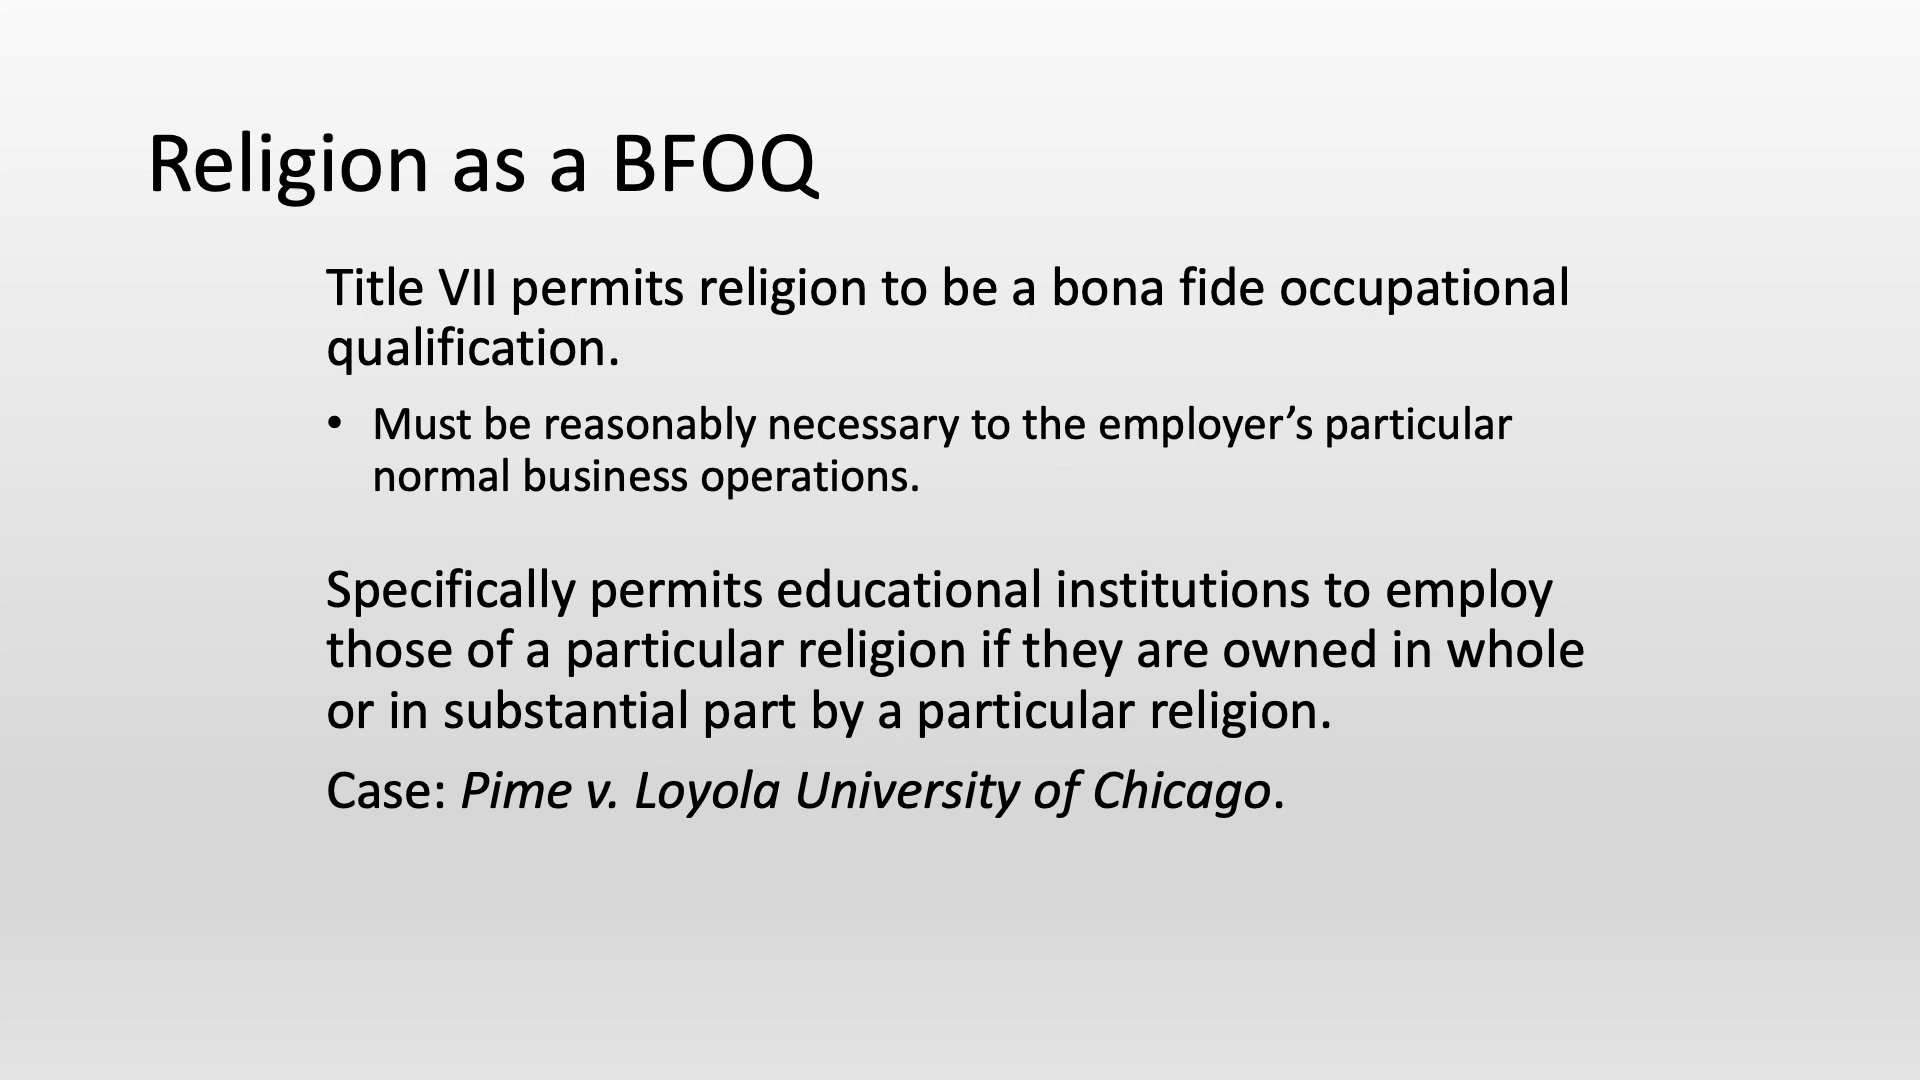 Religion as a BFOQ
Title VII permits religion to be a bona fide occupational
qualification.
• Must be reasonably necessary to the employer’s particular
normal business operations.
Specifically permits educational institutions to employ
those of a particular religion if they are owned in whole
or in substantial part by a particular religion.
Case: Pime v. Loyola University of Chicago.